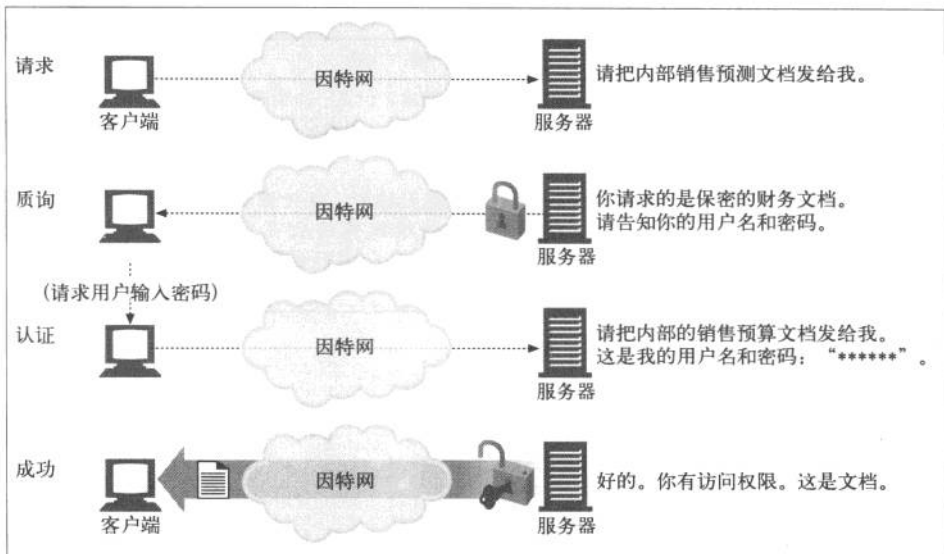 请求
因特网
请把内部销售预测文档发给我。
客户端
服务器
质询
因特网
你请求的是保密的财务文档。
请告知你的用户名和密码。
服务器
(请求用户输入密码)
认证
因特网
请把内部的销售预算文档发给我。
这是我的用户名和密码：“******”。
服务器
成功
因特网
好的。你有访问权限。这是文档。
客户端
服务器